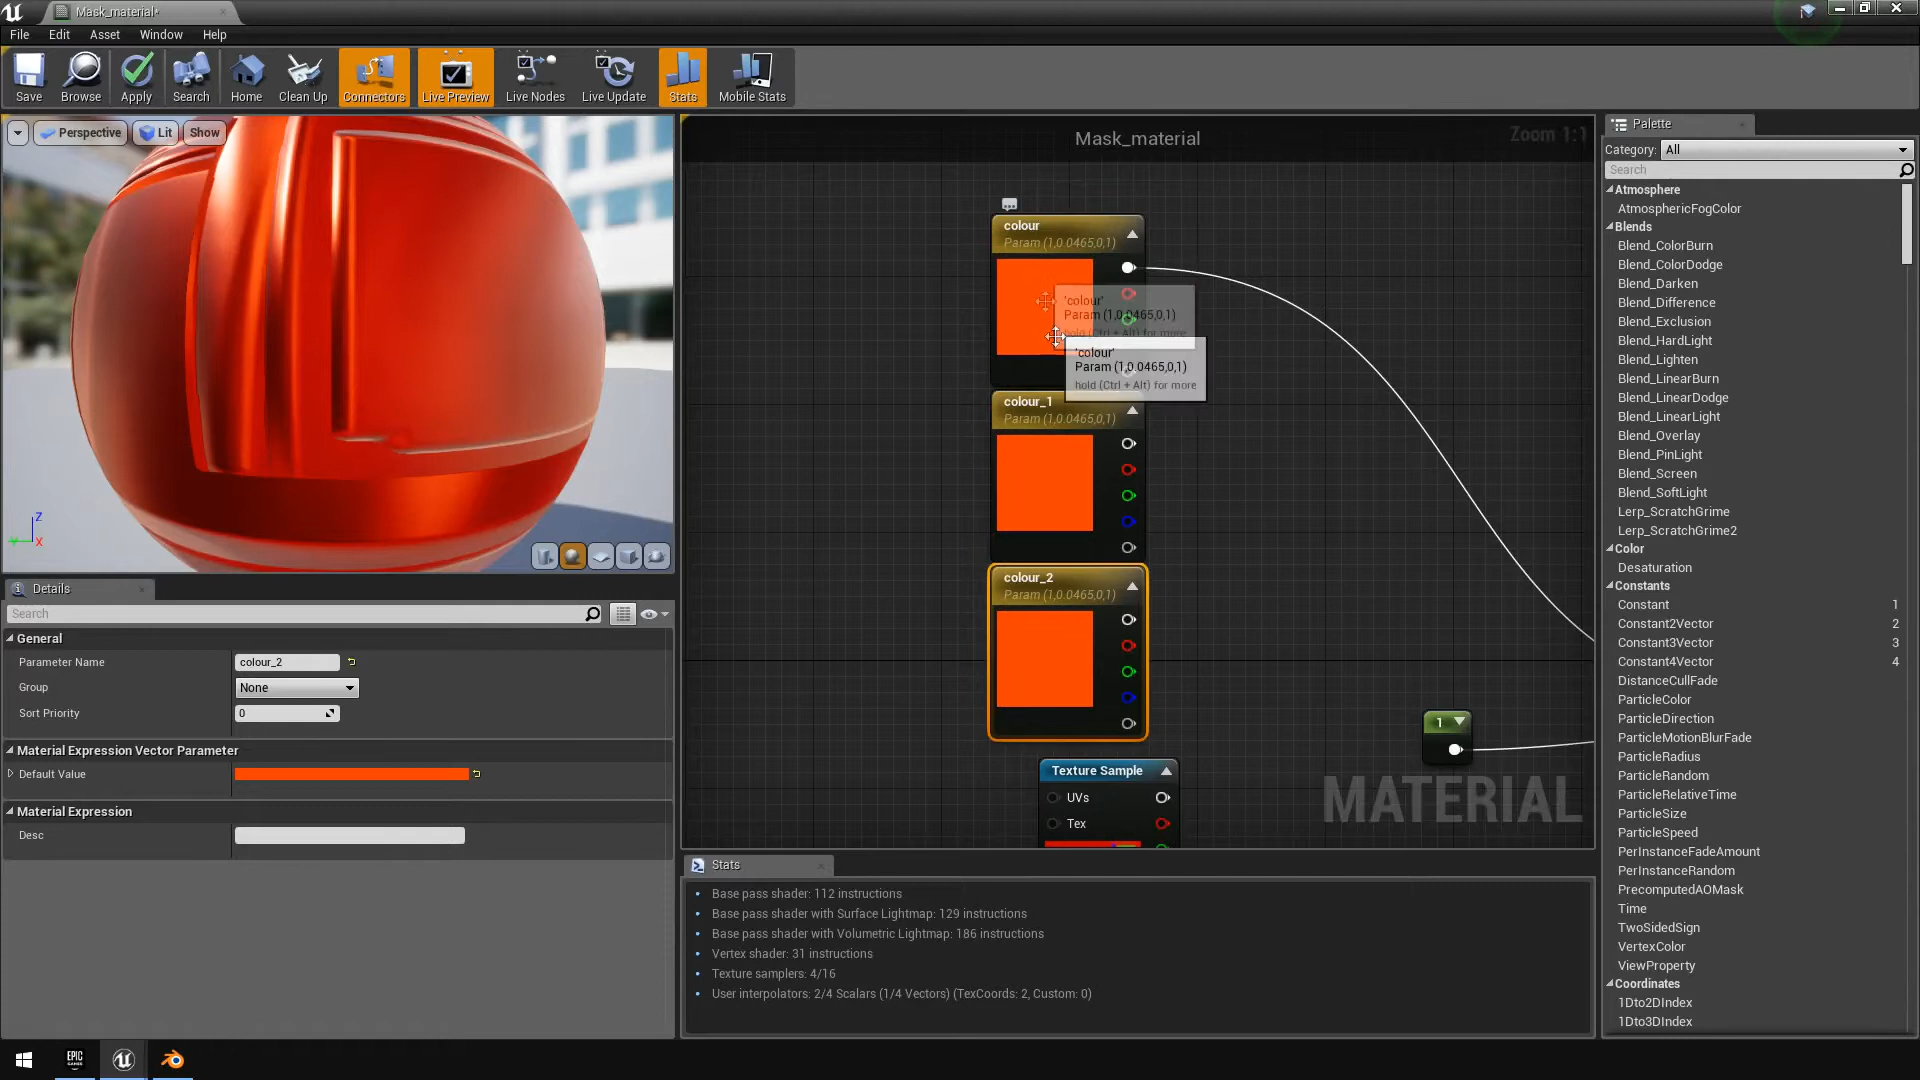 Mask_material*
File Edit Asset Window Help
Save Browse Apply Search Home Clean Up Connectors Live Preview Live Nodes Live Update Stats Mobile Stats
Perspective Lit Show
Z
Y X
Details
Search
General
Parameter Name colour_2
Group None
Sort Priority 0
Material Expression Vector Parameter
Default Value
Material Expression
Desc
Mask_material
Zoom 1:1
colour
Param (1,0.0465,0,1)
'colour'
Param (1,0.0465,0,1)
hold (Ctrl + Alt) for more
'colour'
Param (1,0.0465,0,1)
hold (Ctrl + Alt) for more
colour_1
Param (1,0.0465,0,1)
colour_2
Param (1,0.0465,0,1)
1
Texture Sample
UVs
Tex
MATERIAL
Stats
Base pass shader: 112 instructions
Base pass shader with Surface Lightmap: 129 instructions
Base pass shader with Volumetric Lightmap: 186 instructions
Vertex shader: 31 instructions
Texture samplers: 4/16
User interpolators: 2/4 Scalars (1/4 Vectors) (TexCoords: 2, Custom: 0)
Palette
Category: All
Search
Atmosphere
AtmosphericFogColor
Blends
Blend_ColorBurn
Blend_ColorDodge
Blend_Darken
Blend_Difference
Blend_Exclusion
Blend_HardLight
Blend_Lighten
Blend_LinearBurn
Blend_LinearDodge
Blend_LinearLight
Blend_Overlay
Blend_PinLight
Blend_Screen
Blend_SoftLight
Lerp_ScratchGrime
Lerp_ScratchGrime2
Color
Desaturation
Constants
Constant 1
Constant2Vector 2
Constant3Vector 3
Constant4Vector 4
DistanceCullFade
ParticleColor
ParticleDirection
ParticleMotionBlurFade
ParticleRadius
ParticleRandom
ParticleRelativeTime
ParticleSize
ParticleSpeed
PerInstanceFadeAmount
PerInstanceRandom
PrecomputedAOMask
Time
TwoSidedSign
VertexColor
ViewProperty
Coordinates
1Dto2DIndex
1Dto3DIndex
EPIC
GAMES